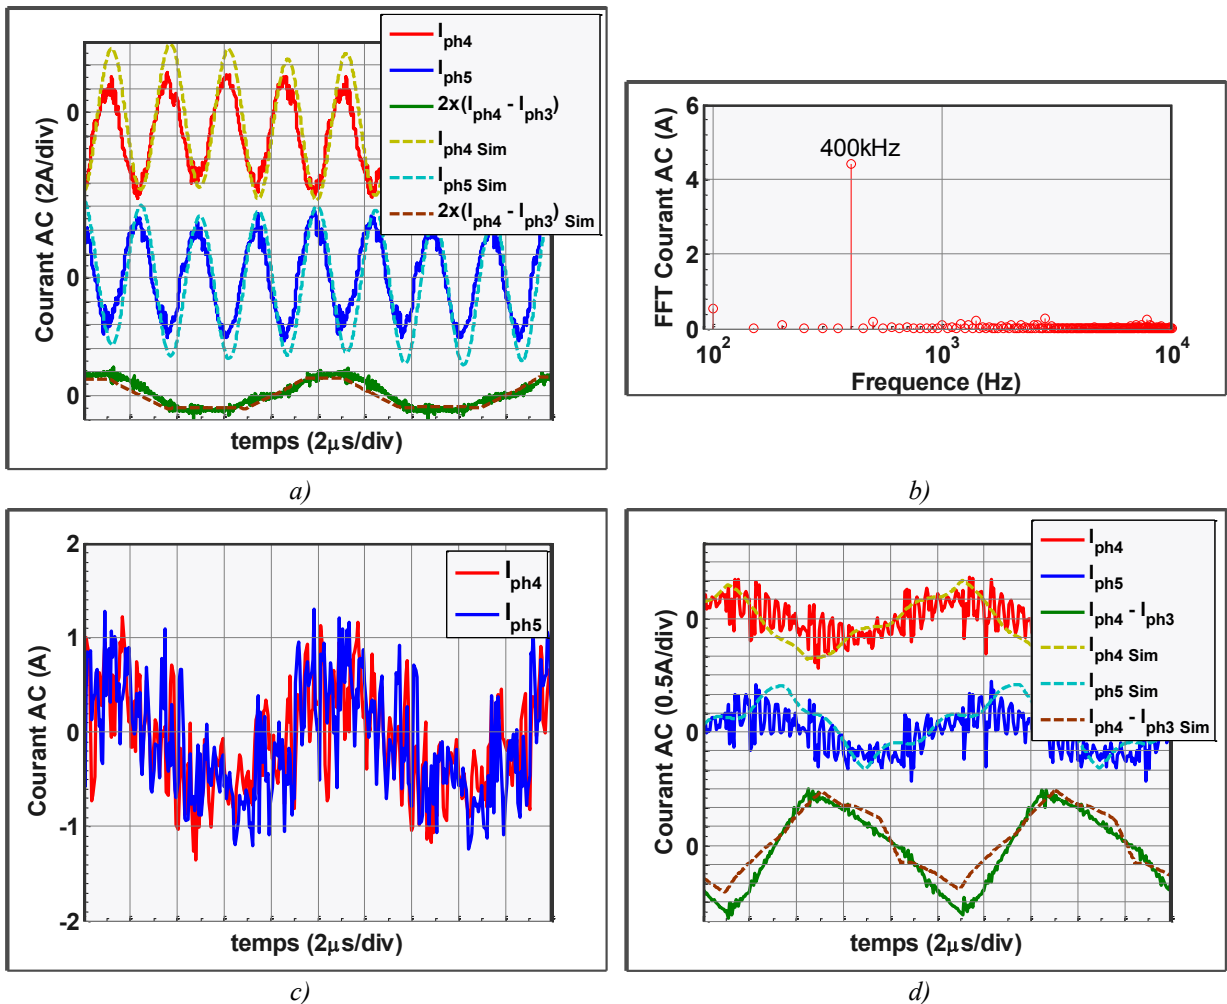 I_ph4
I_ph5
2x(I_ph4 - I_ph3)
I_ph4 Sim
I_ph5 Sim
2x(I_ph4 - I_ph3)_Sim
Courant AC (2A/div)
0
0
0
temps (2µs/div)
a)
FFT Courant AC (A)
6
4
2
0
400kHz
10^2
10^3
10^4
Frequence (Hz)
b)
Courant AC (A)
2
1
0
-1
-2
I_ph4
I_ph5
temps (2µs/div)
c)
Courant AC (0.5A/div)
0
0
0
I_ph4
I_ph5
I_ph4 - I_ph3
I_ph4 Sim
I_ph5 Sim
I_ph4 - I_ph3 Sim
temps (2µs/div)
d)